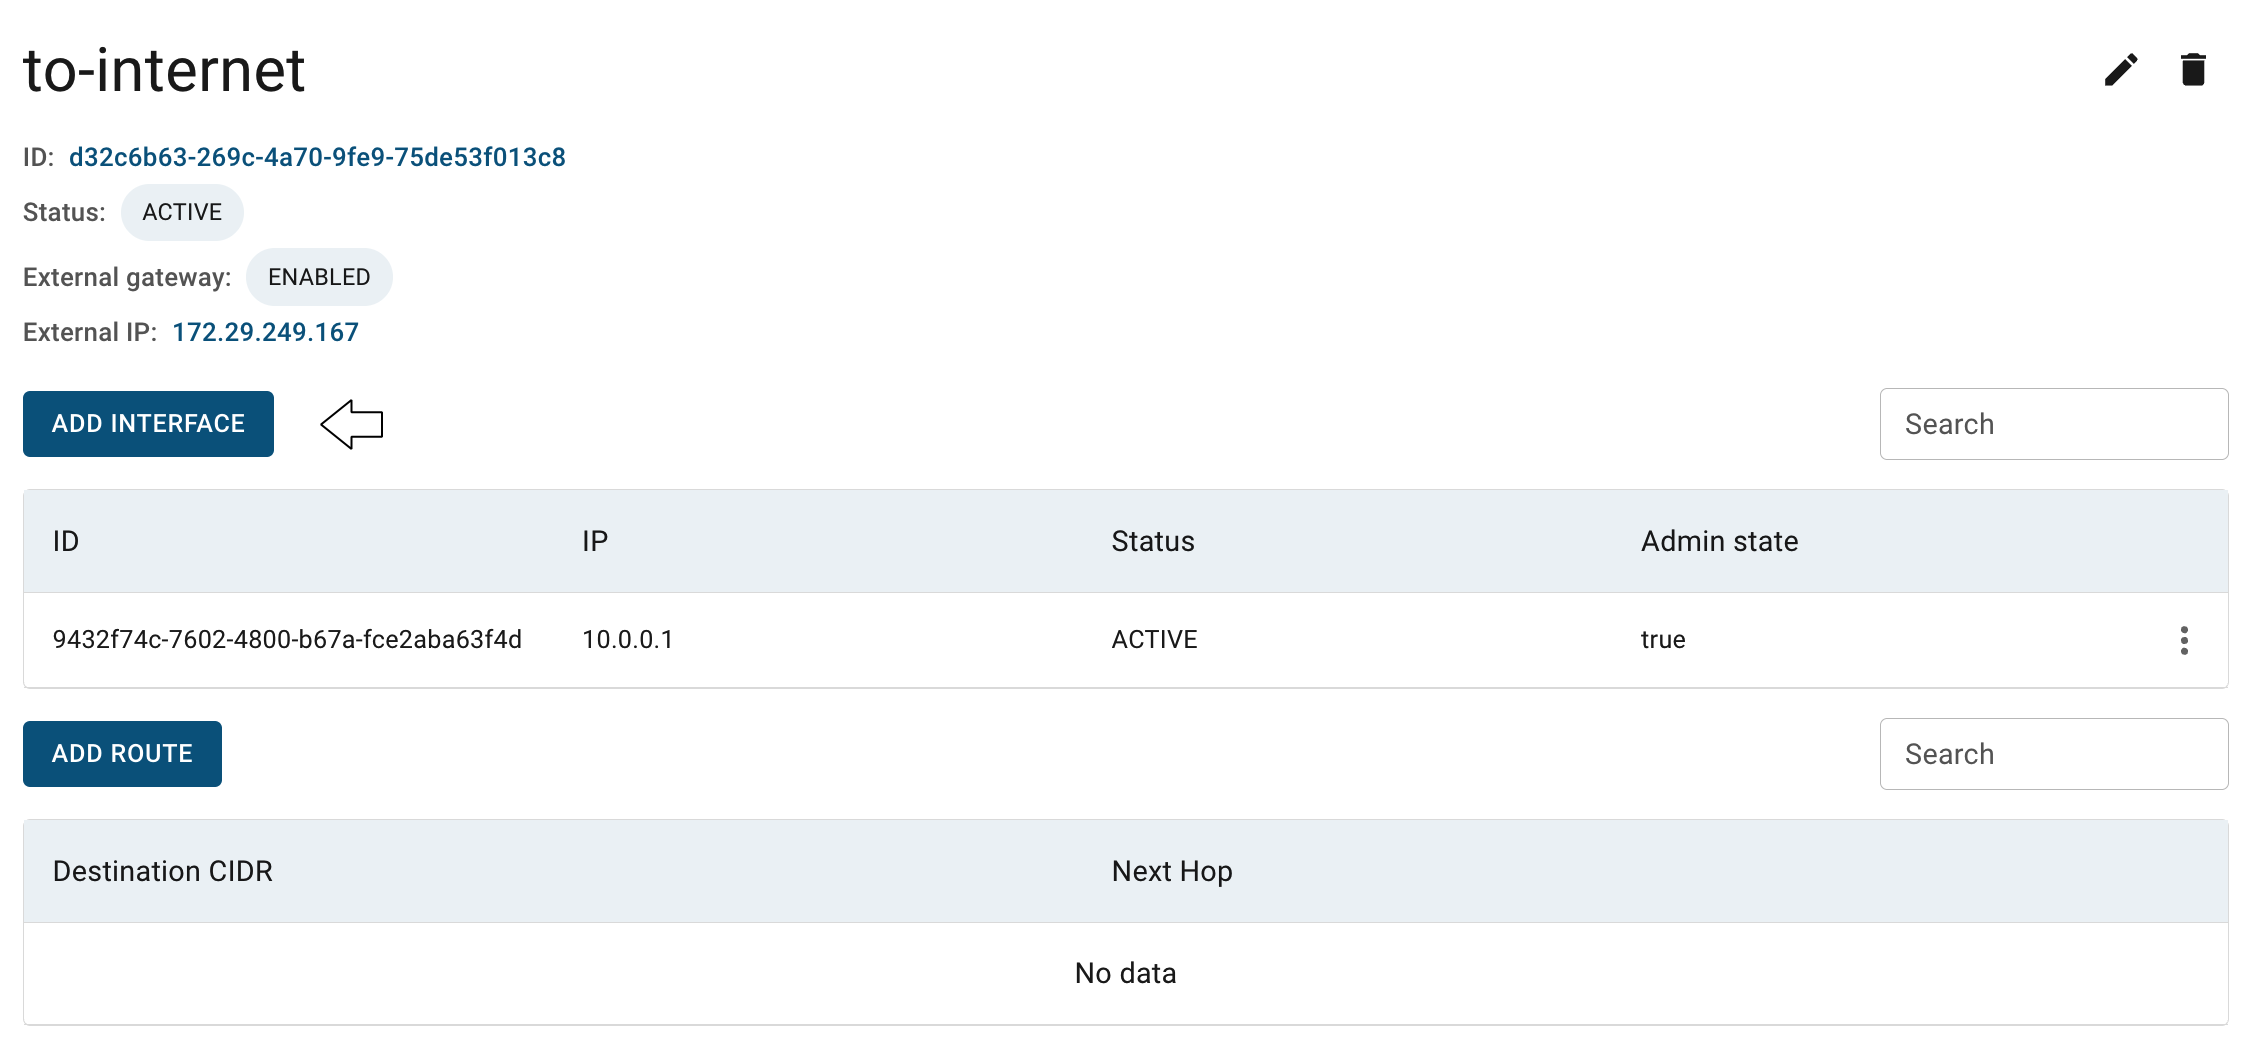 to-internet
ID: d32c6b63-269c-4a70-9fe9-75de53f013c8
Status: ACTIVE
External gateway: ENABLED
External IP: 172.29.249.167
ADD INTERFACE Search
ID IP Status Admin state
9432f74c-7602-4800-b67a-fce2aba63f4d 10.0.0.1 ACTIVE true
ADD ROUTE Search
Destination CIDR Next Hop
No data